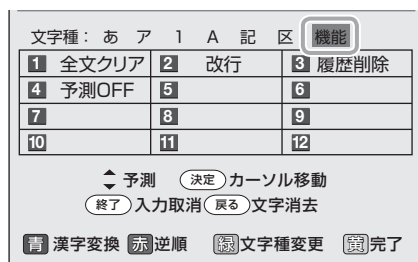 文字種： あ ア 1 A 記 区 機能
1 全文クリア 2 改行 3 履歴削除
4 予測OFF 5 6
7 8 9
10 11 12
予測 決定 カーソル移動
終了 入力取消 戻る 文字消去
青 漢字変換 赤 逆順 緑 文字種変更 黄 完了